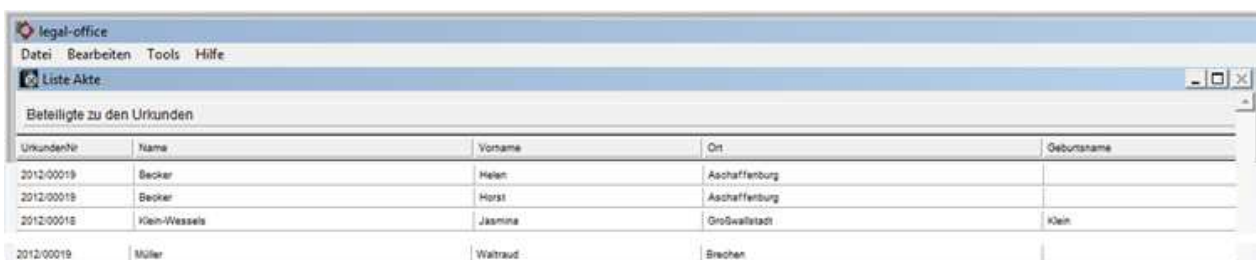 legal-office
Datei Bearbeiten Tools Hilfe
Liste Akte
Beteiligte zu den Urkunden
UrkundenNr Name Vorname Ort Geburtsname
2012/00019 Becker Helen Aschaffenburg
2012/00019 Becker Horst Aschaffenburg
2012/00018 Klein-Wessels Jasmina Großwallstadt Klein
2012/00019 Müller Waltraud Brechen